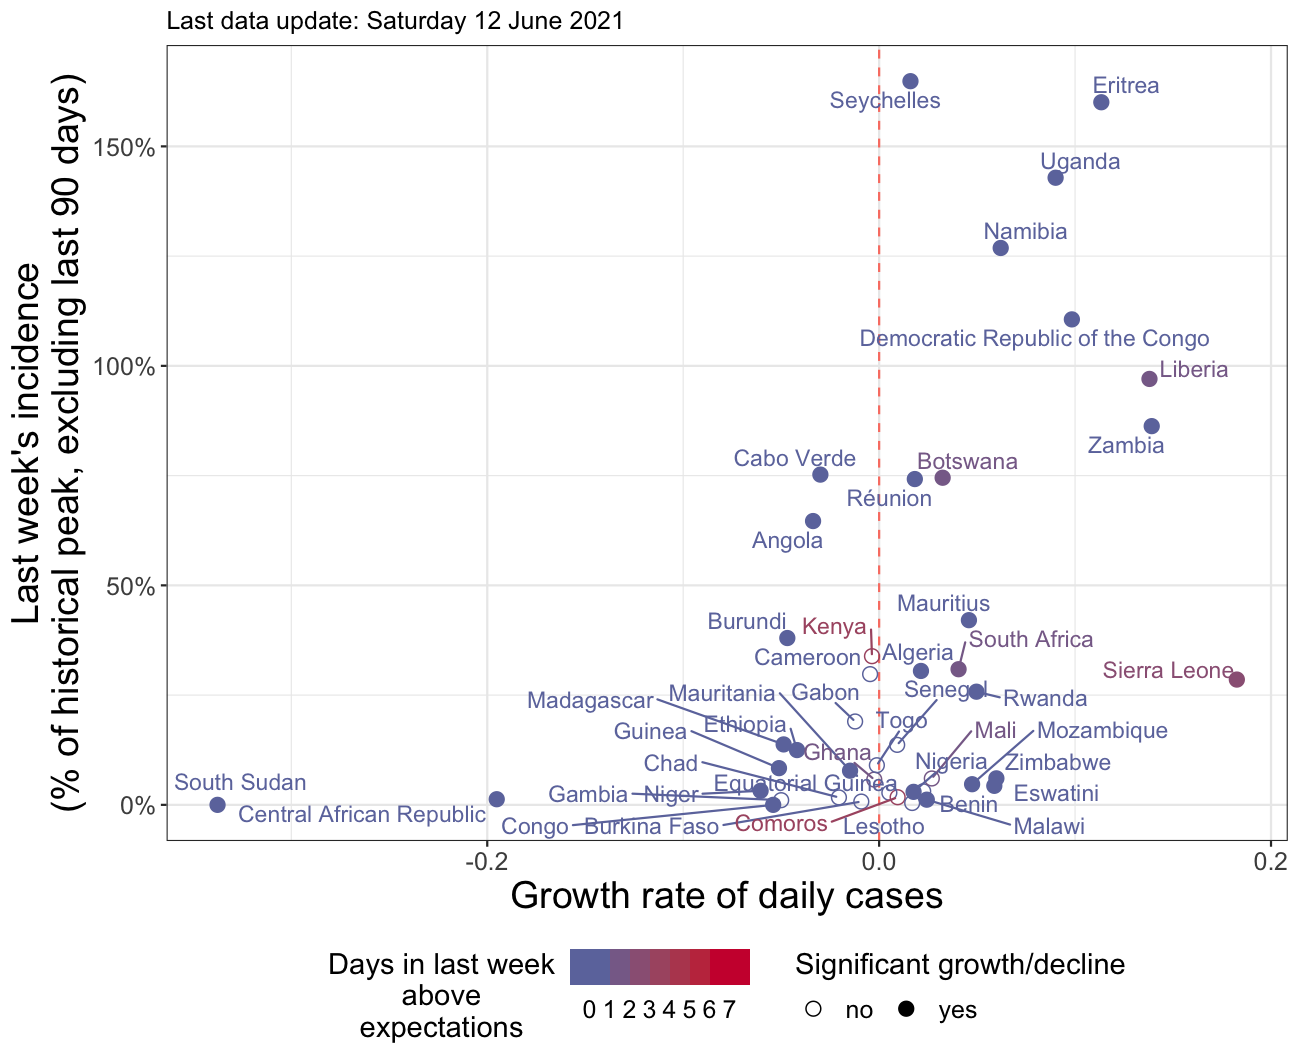 Last data update: Saturday 12 June 2021
Last week's incidence
(% of historical peak, excluding last 90 days)
150%
100%
50%
0%
Seychelles
Eritrea
Uganda
Namibia
Democratic Republic of the Congo
Liberia
Zambia
Cabo Verde
Botswana
Réunion
Angola
Mauritius
Burundi
Kenya
South Africa
Cameroon
Algeria
Sierra Leone
Madagascar
Mauritania
Gabon
Senegal
Rwanda
Guinea
Ethiopia
Togo
Mali
Mozambique
Chad
Ghana
Nigeria
Zimbabwe
South Sudan
Equatorial Guinea
Gambia
Niger
Eswatini
Central African Republic
Benin
Congo
Burkina Faso
Comoros
Lesotho
Malawi
-0.2
0.0
0.2
Growth rate of daily cases
Days in last week
above
expectations
0 1 2 3 4 5 6 7
Significant growth/decline
no
yes